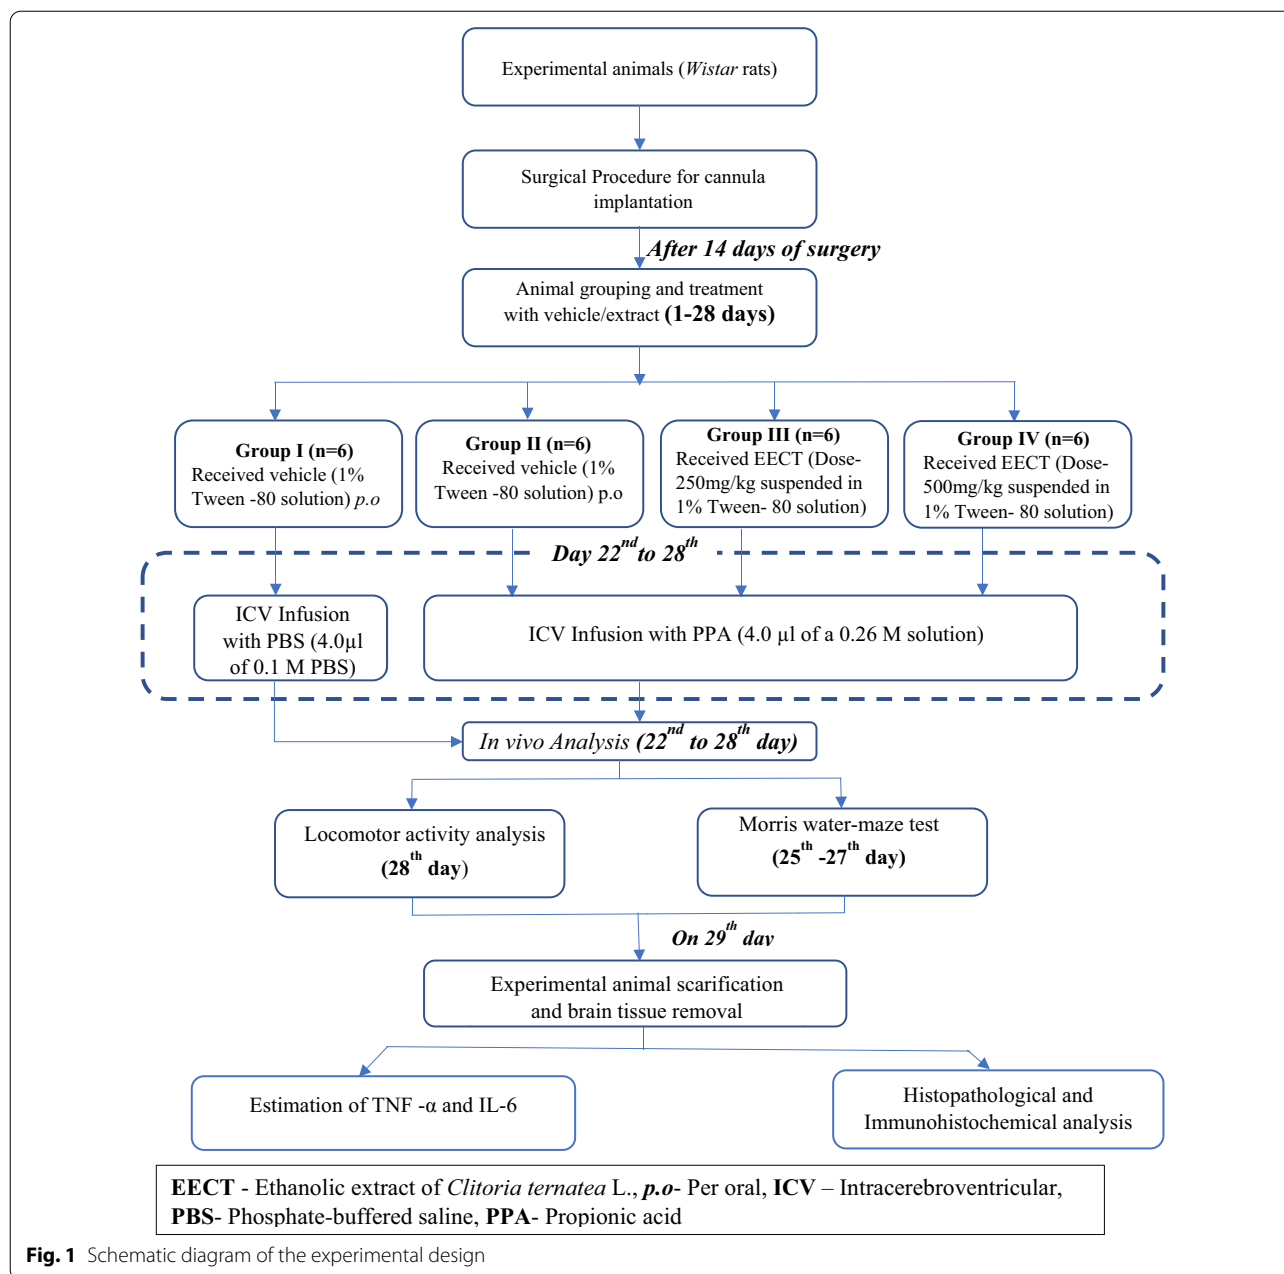 Experimental animals (Wistar rats)
Surgical Procedure for cannula
implantation
After 14 days of surgery
Animal grouping and treatment
with vehicle/extract (1-28 days)
Group I (n=6)
Received vehicle (1%
Tween -80 solution) p.o
Group II (n=6)
Received vehicle (1%
Tween -80 solution) p.o
Group III (n=6)
Received EECT (Dose-
250mg/kg suspended in
1% Tween- 80 solution)
Group IV (n=6)
Received EECT (Dose-
500mg/kg suspended in
1% Tween- 80 solution)
Day 22nd to 28th
ICV Infusion
with PBS (4.0µl
of 0.1 M PBS)
ICV Infusion with PPA (4.0 µl of a 0.26 M solution)
In vivo Analysis (22nd to 28th day)
Locomotor activity analysis
(28th day)
Morris water-maze test
(25th -27th day)
On 29th day
Experimental animal scarification
and brain tissue removal
Estimation of TNF -α and IL-6
Histopathological and
Immunohistochemical analysis
EECT - Ethanolic extract of Clitoria ternatea L., p.o- Per oral, ICV – Intracerebroventricular,
PBS- Phosphate-buffered saline, PPA- Propionic acid
Fig. 1 Schematic diagram of the experimental design